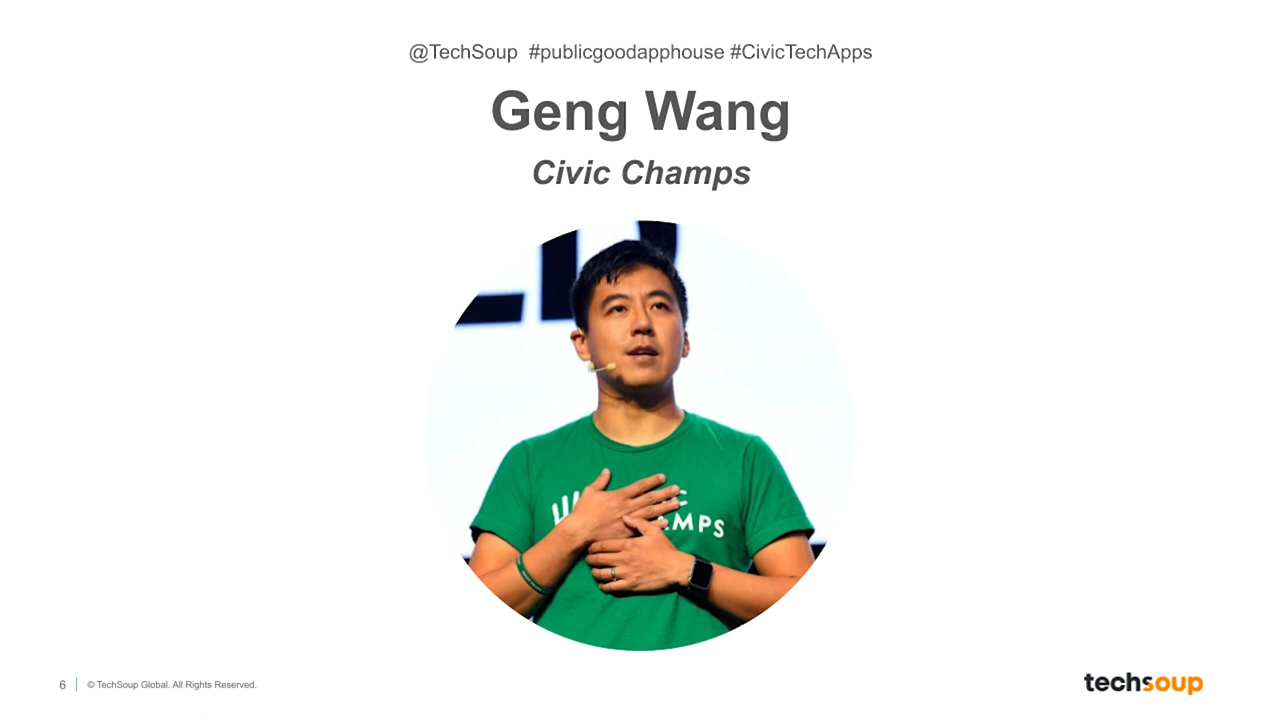 @TechSoup #publicgoodapphouse #CivicTechApps
Geng Wang
Civic Champs
6
© TechSoup Global. All Rights Reserved.
techsoup